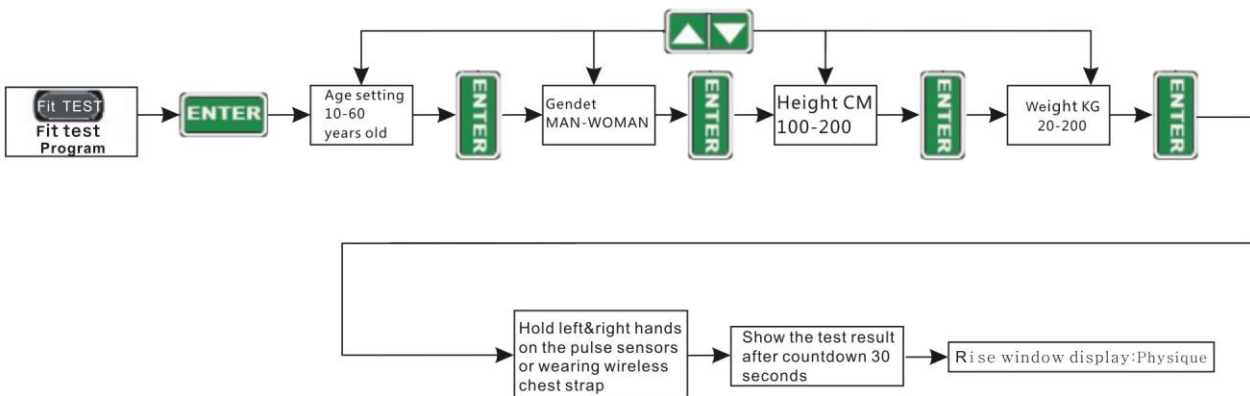 Fit TEST
Fit test
Program
ENTER
Age setting
10-60
years old
ENTER
Gendet
MAN-WOMAN
ENTER
Height CM
100-200
ENTER
Weight KG
20-200
ENTER
Hold left&right hands
on the pulse sensors
or wearing wireless
chest strap
Show the test result
after countdown 30
seconds
Rise window display:Physique